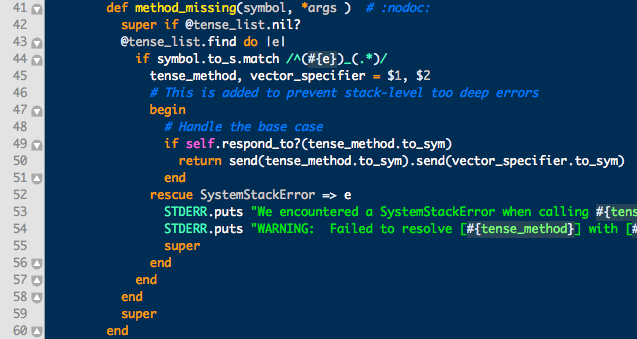 41 def method_missing(symbol, *args ) # :nodoc:
42 super if @tense_list.nil?
43 @tense_list.find do |e|
44 if symbol.to_s.match /^(#{e})_(.*)/
45 tense_method, vector_specifier = $1, $2
46 # This is added to prevent stack-level too deep errors
47 begin
48 # Handle the base case
49 if self.respond_to?(tense_method.to_sym)
50 return send(tense_method.to_sym).send(vector_specifier.to_sym)
51 end
52 rescue SystemStackError => e
53 STDERR.puts "We encountered a SystemStackError when calling #{tens
54 STDERR.puts "WARNING:  Failed to resolve [#{tense_method}] with [#
55 super
56 end
57 end
58 end
59 super
60 end